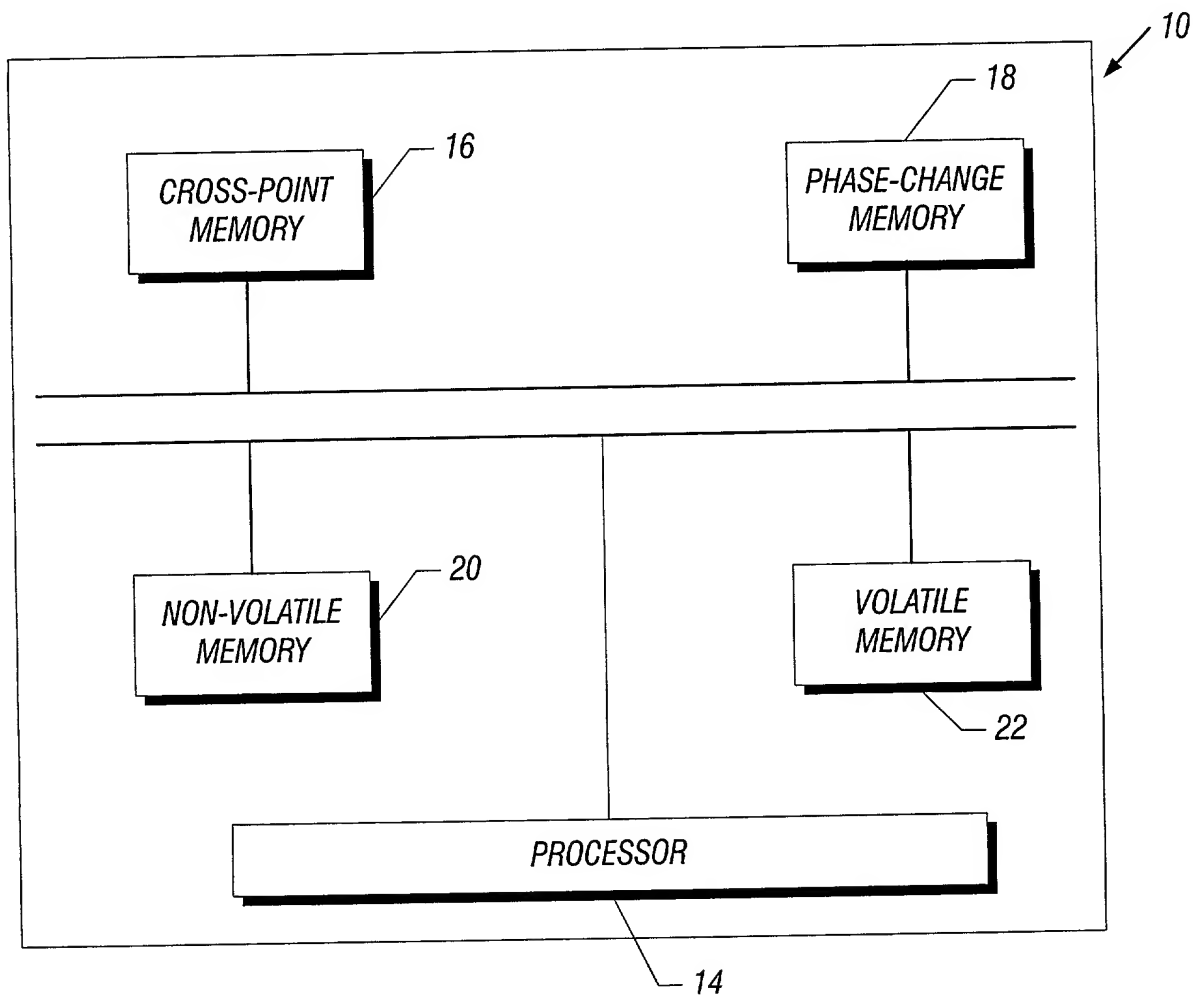 10
18
16
CROSS-POINT
MEMORY
PHASE-CHANGE
MEMORY
20
NON-VOLATILE
MEMORY
VOLATILE
MEMORY
22
PROCESSOR
14